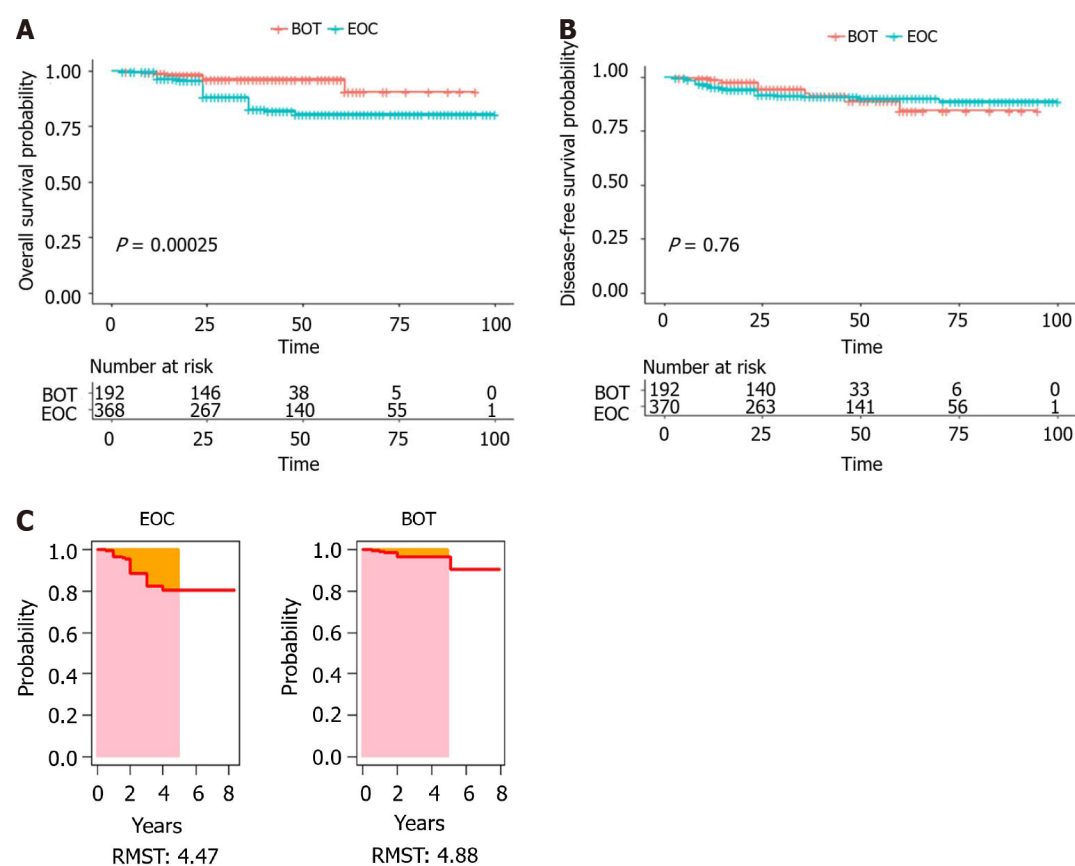 A
BOT EOC
Overall survival probability
1.00
0.75
0.50
0.25
0.00
P = 0.00025
0 25 50 75 100
Time
Number at risk
BOT 192 146 38 5 0
EOC 368 267 140 55 1
0 25 50 75 100
Time
B
BOT EOC
Disease-free survival probability
1.00
0.75
0.50
0.25
0.00
P = 0.76
0 25 50 75 100
Time
Number at risk
BOT 192 140 33 6 0
EOC 370 263 141 56 1
0 25 50 75 100
Time
C
EOC
Probability
1.0
0.8
0.6
0.4
0.2
0.0
0 2 4 6 8
Years
RMST: 4.47
BOT
Probability
1.0
0.8
0.6
0.4
0.2
0.0
0 2 4 6 8
Years
RMST: 4.88